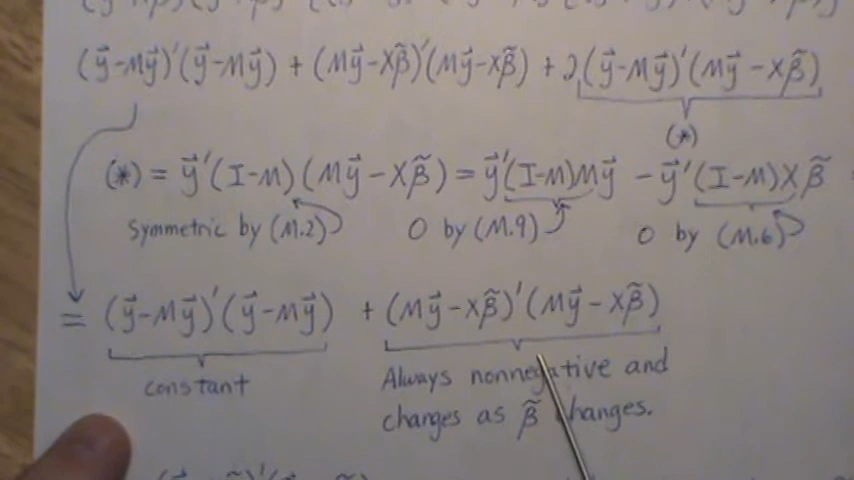 (y⃗-My⃗)'(y⃗-My⃗) + (My⃗-Xβ̃)'(My⃗-Xβ̃) + 2(y⃗-My⃗)'(My⃗-Xβ̃)
(*)
(*) = y⃗'(I-M)(My⃗-Xβ̃) = y⃗'(I-M)My⃗ - y⃗'(I-M)Xβ̃
symmetric by (M.2) 0 by (M.9) 0 by (M.6)
= (y⃗-My⃗)'(y⃗-My⃗) + (My⃗-Xβ̃)'(My⃗-Xβ̃)
constant
Always nonnegative and
changes as β̃ changes.